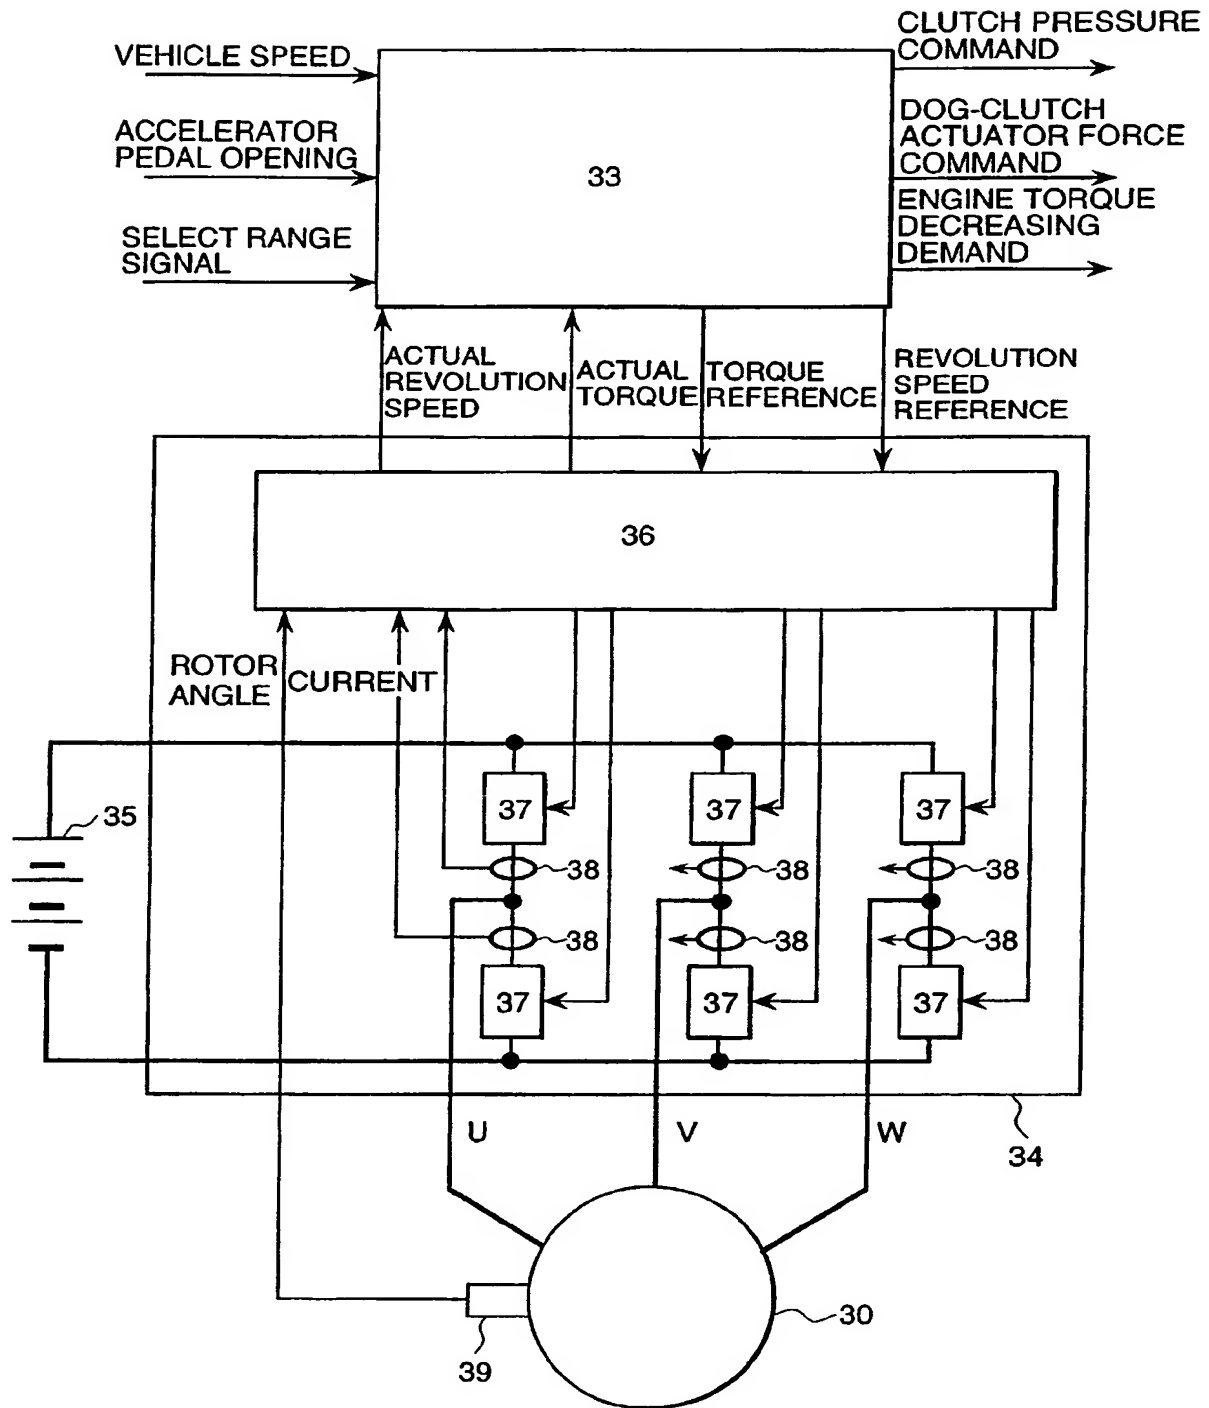 VEHICLE SPEED
ACCELERATOR
PEDAL OPENING
SELECT RANGE
SIGNAL
33
CLUTCH PRESSURE
COMMAND
DOG-CLUTCH
ACTUATOR FORCE
COMMAND
ENGINE TORQUE
DECREASING
DEMAND
ACTUAL
REVOLUTION
SPEED
ACTUAL
TORQUE
TORQUE
REFERENCE
REVOLUTION
SPEED
REFERENCE
36
ROTOR
ANGLE
CURRENT
35
37
37
37
38
38
38
38
38
38
37
37
37
U
V
W
34
30
39